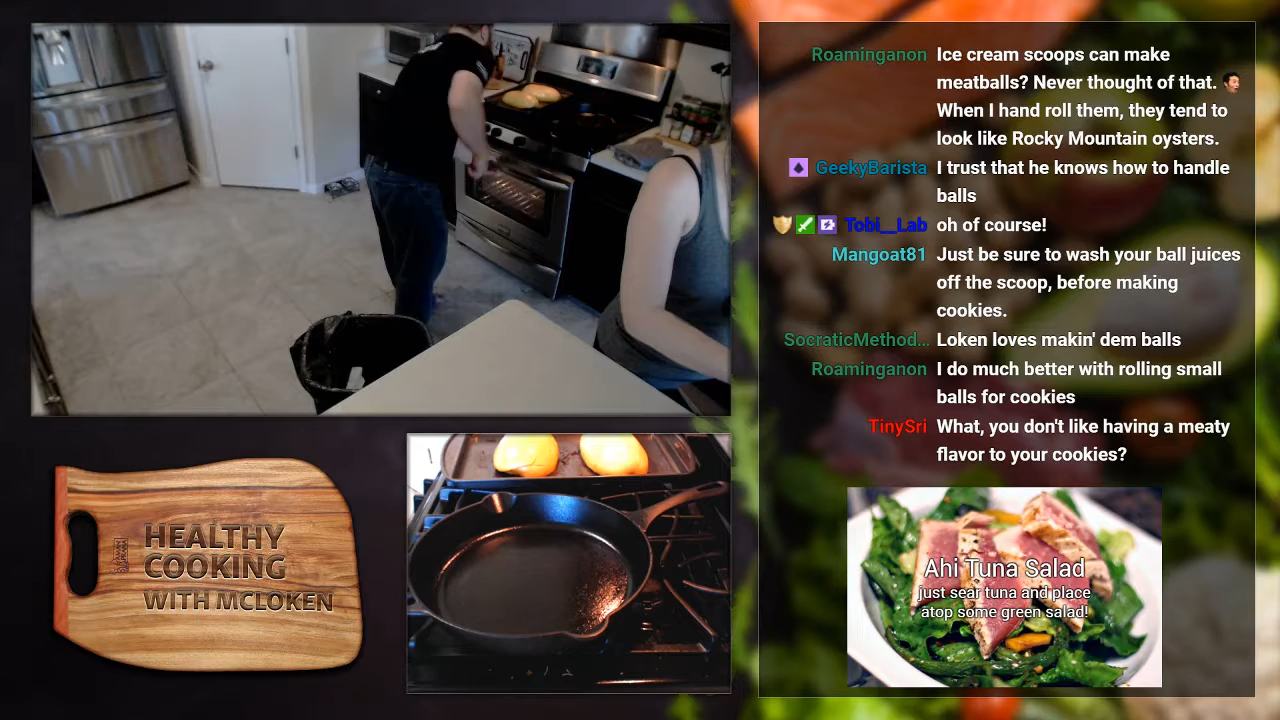 Roaminganon Ice cream scoops can make
meatballs? Never thought of that.
When I hand roll them, they tend to
look like Rocky Mountain oysters.
GeekyBarista I trust that he knows how to handle
balls
Tobi__Lab oh of course!
Mangoat81 Just be sure to wash your ball juices
off the scoop, before making
cookies.
SocraticMethod... Loken loves makin' dem balls
Roaminganon I do much better with rolling small
balls for cookies
TinySri What, you don't like having a meaty
flavor to your cookies?
HEALTHY
COOKING
WITH MCLOKEN
Ahi Tuna Salad
just sear tuna and place
atop some green salad!